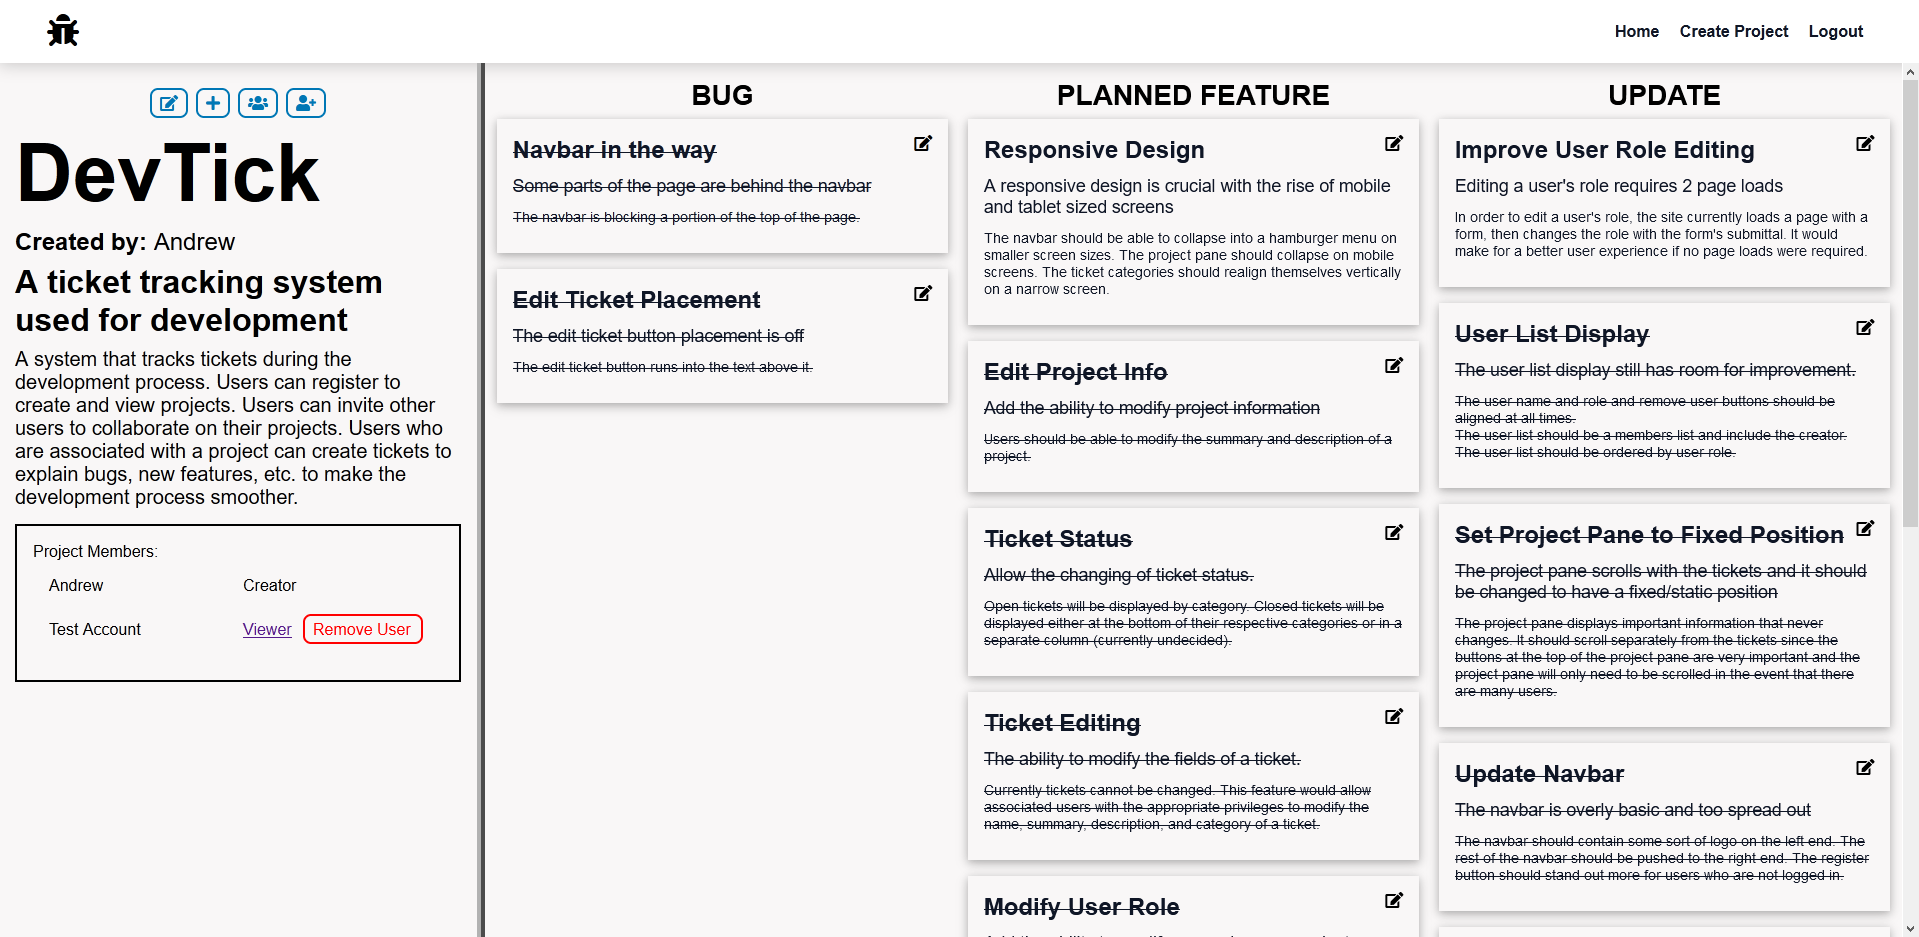 Home Create Project Logout
DevTick
Created by: Andrew
A ticket tracking system
used for development
A system that tracks tickets during the
development process. Users can register to
create and view projects. Users can invite other
users to collaborate on their projects. Users who
are associated with a project can create tickets to
explain bugs, new features, etc. to make the
development process smoother.
Project Members:
Andrew Creator
Test Account Viewer Remove User
BUG
Navbar in the way
Some parts of the page are behind the navbar
The navbar is blocking a portion of the top of the page.
Edit Ticket Placement
The edit ticket button placement is off
The edit ticket button runs into the text above it.
PLANNED FEATURE
Responsive Design
A responsive design is crucial with the rise of mobile
and tablet sized screens
The navbar should be able to collapse into a hamburger menu on
smaller screen sizes. The project pane should collapse on mobile
screens. The ticket categories should realign themselves vertically
on a narrow screen.
Edit Project Info
Add the ability to modify project information
Users should be able to modify the summary and description of a
project.
Ticket Status
Allow the changing of ticket status.
Open tickets will be displayed by category. Closed tickets will be
displayed either at the bottom of their respective categories or in a
separate column (currently undecided).
Ticket Editing
The ability to modify the fields of a ticket.
Currently tickets cannot be changed. This feature would allow
associated users with the appropriate privileges to modify the
name, summary, description, and category of a ticket.
Modify User Role
UPDATE
Improve User Role Editing
Editing a user's role requires 2 page loads
In order to edit a user's role, the site currently loads a page with a
form, then changes the role with the form's submittal. It would
make for a better user experience if no page loads were required.
User List Display
The user list display still has room for improvement.
The user name and role and remove user buttons should be
aligned at all times.
The user list should be a members list and include the creator.
The user list should be ordered by user role.
Set Project Pane to Fixed Position
The project pane scrolls with the tickets and it should
be changed to have a fixed/static position
The project pane displays important information that never
changes. It should scroll separately from the tickets since the
buttons at the top of the project pane are very important and the
project pane will only need to be scrolled in the event that there
are many users.
Update Navbar
The navbar is overly basic and too spread out
The navbar should contain some sort of logo on the left end. The
rest of the navbar should be pushed to the right end. The register
button should stand out more for users who are not logged in.